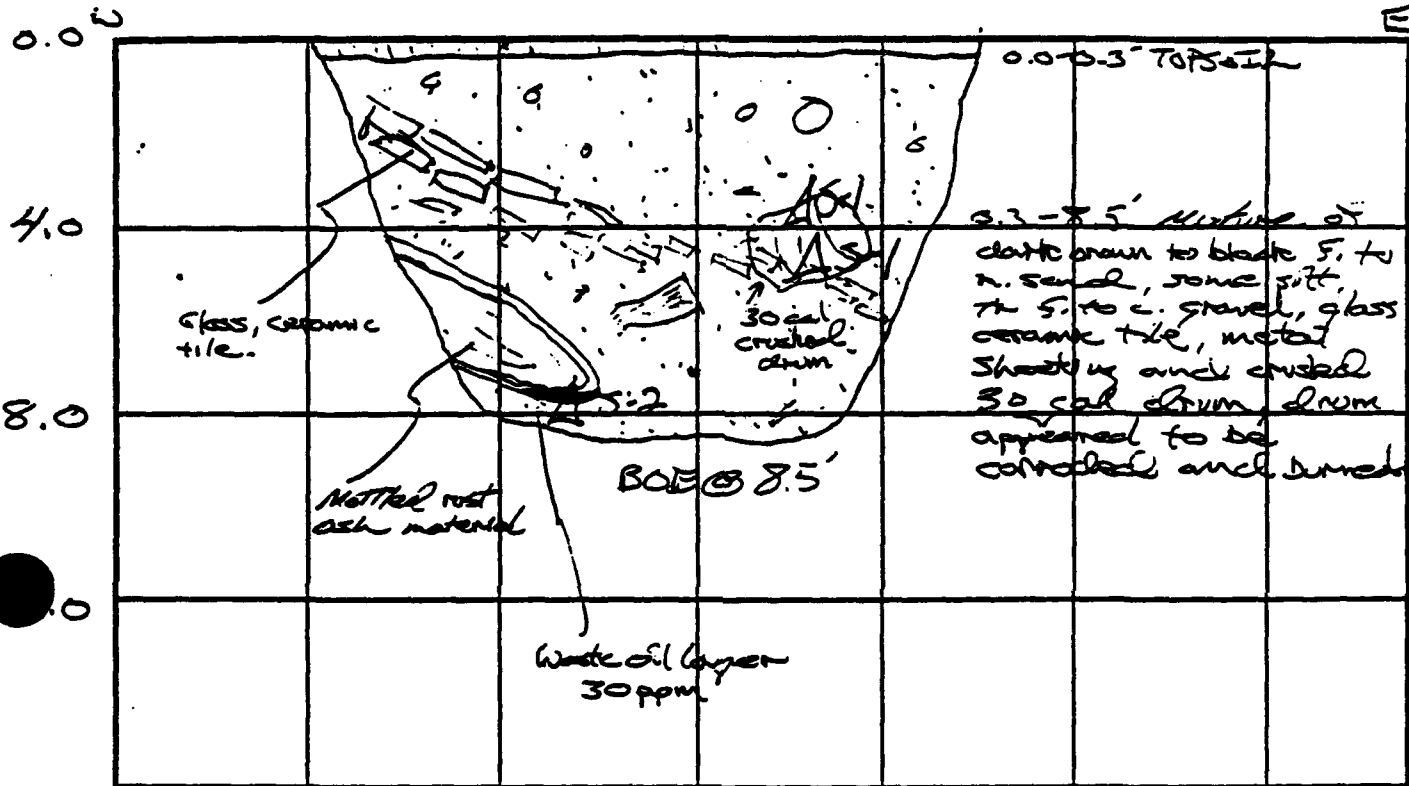 W E
0.0
0.0-0.3' TOPSOIL
4.0
0.3-8.5' Mixture of
dark brown to black f. to
m. sand, some silt,
f. to c. gravel, glass
ceramic tile, metal
sheeting and crushed
30 gal drum, drum
appeared to be
corroded and burned
Glass, ceramic
tile.
30 gal
crushed
drum
S-2
8.0
BOE @ 8.5'
Mottled rust
ash material
.0
Waste oil layer
30 ppm